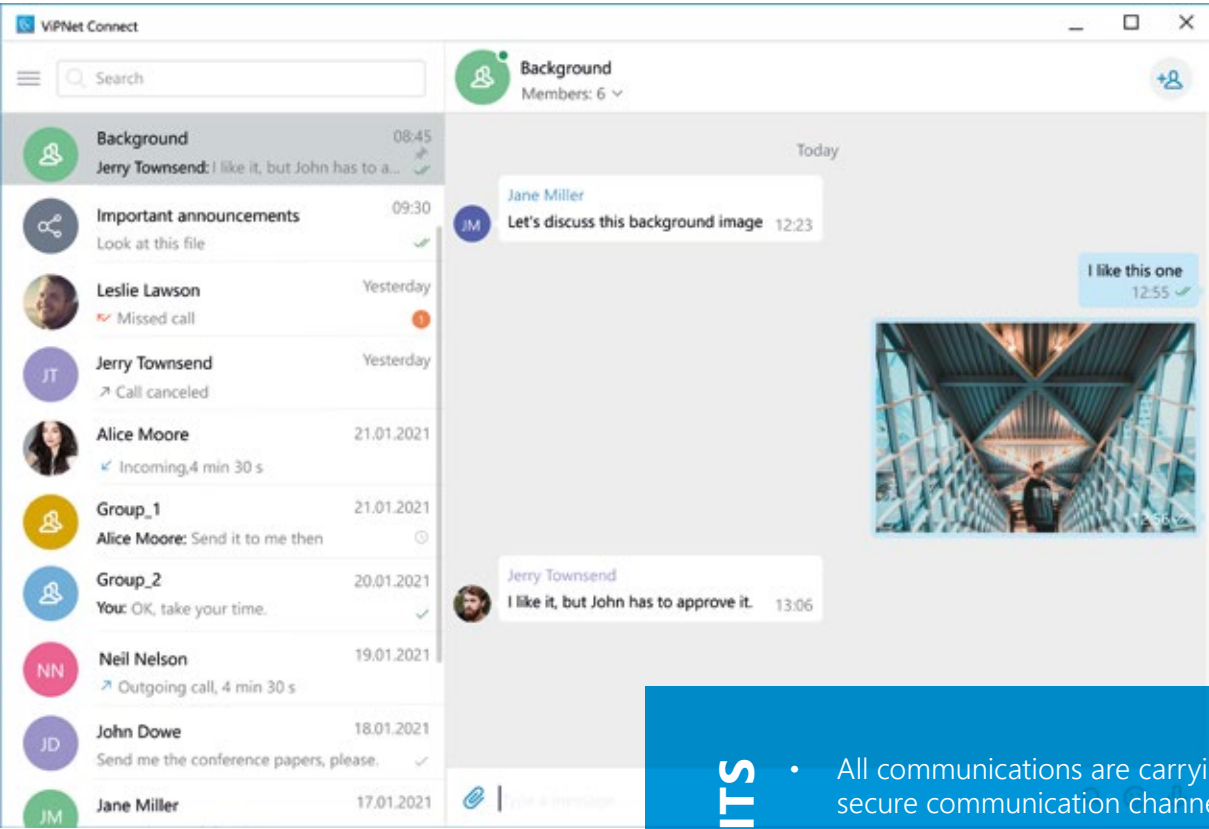 ViPNet Connect
Search
Background 08:45
Jerry Townsend: I like it, but John has to a...
Important announcements 09:30
Look at this file
Leslie Lawson Yesterday
Missed call 1
JT
Jerry Townsend Yesterday
Call canceled
Alice Moore 21.01.2021
Incoming,4 min 30 s
Group_1 21.01.2021
Alice Moore: Send it to me then
Group_2 20.01.2021
You: OK, take your time.
NN
Neil Nelson 19.01.2021
Outgoing call, 4 min 30 s
JD
John Dowe 18.01.2021
Send me the conference papers, please.
JM
Jane Miller 17.01.2021
Background
Members: 6
Today
Jane Miller
JM
Let's discuss this background image 12:23
I like this one
12:55
12:56
Jerry Townsend
I like it, but John has to approve it. 13:06
Type a message
ITS
• All communications are carryi
secure communication channe